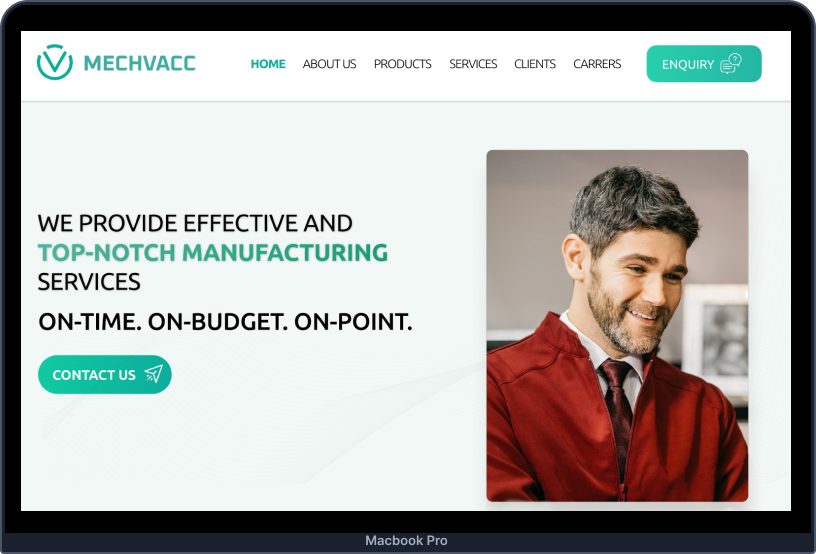 MECHVACC
HOME ABOUT US PRODUCTS SERVICES CLIENTS CARRERS ENQUIRY
WE PROVIDE EFFECTIVE AND
TOP-NOTCH MANUFACTURING
SERVICES
ON-TIME. ON-BUDGET. ON-POINT.
CONTACT US
Macbook Pro